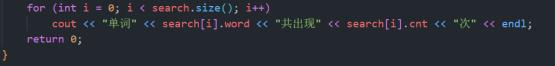 for (int i = 0; i < search.size(); i++)
cout << "单词" << search[i].word << "共出现" << search[i].cnt << "次" << endl;
return 0;
}